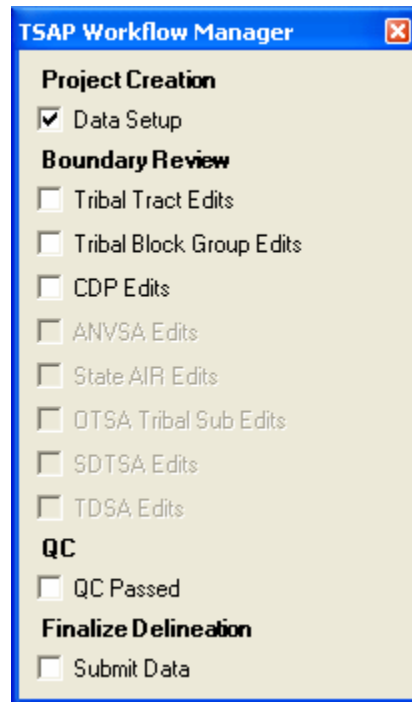 TSAP Workflow Manager
Project Creation
Data Setup
Boundary Review
Tribal Tract Edits
Tribal Block Group Edits
CDP Edits
ANVSA Edits
State AIR Edits
OTSA Tribal Sub Edits
SDTSA Edits
TDSA Edits
QC
QC Passed
Finalize Delineation
Submit Data